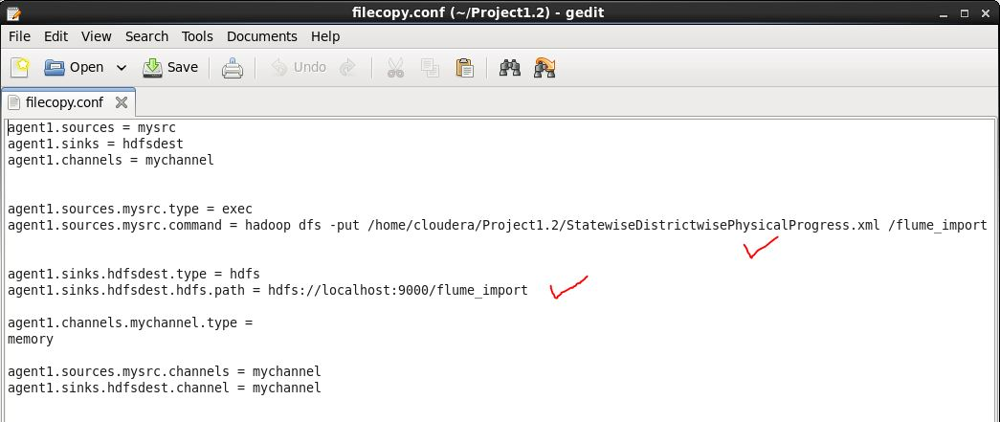 filecopy.conf (~/Project1.2) - gedit
File Edit View Search Tools Documents Help
Open Save Undo
filecopy.conf
agent1.sources = mysrc
agent1.sinks = hdfsdest
agent1.channels = mychannel
agent1.sources.mysrc.type = exec
agent1.sources.mysrc.command = hadoop dfs -put /home/cloudera/Project1.2/StatewiseDistrictwisePhysicalProgress.xml /flume_import
agent1.sinks.hdfsdest.type = hdfs
agent1.sinks.hdfsdest.hdfs.path = hdfs://localhost:9000/flume_import
agent1.channels.mychannel.type =
memory
agent1.sources.mysrc.channels = mychannel
agent1.sinks.hdfsdest.channel = mychannel